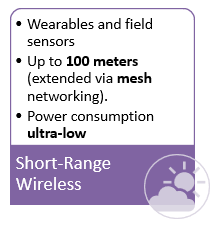 • Wearables and field
sensors
• Up to 100 meters
(extended via mesh
networking).
• Power consumption
ultra-low
Short-Range
Wireless